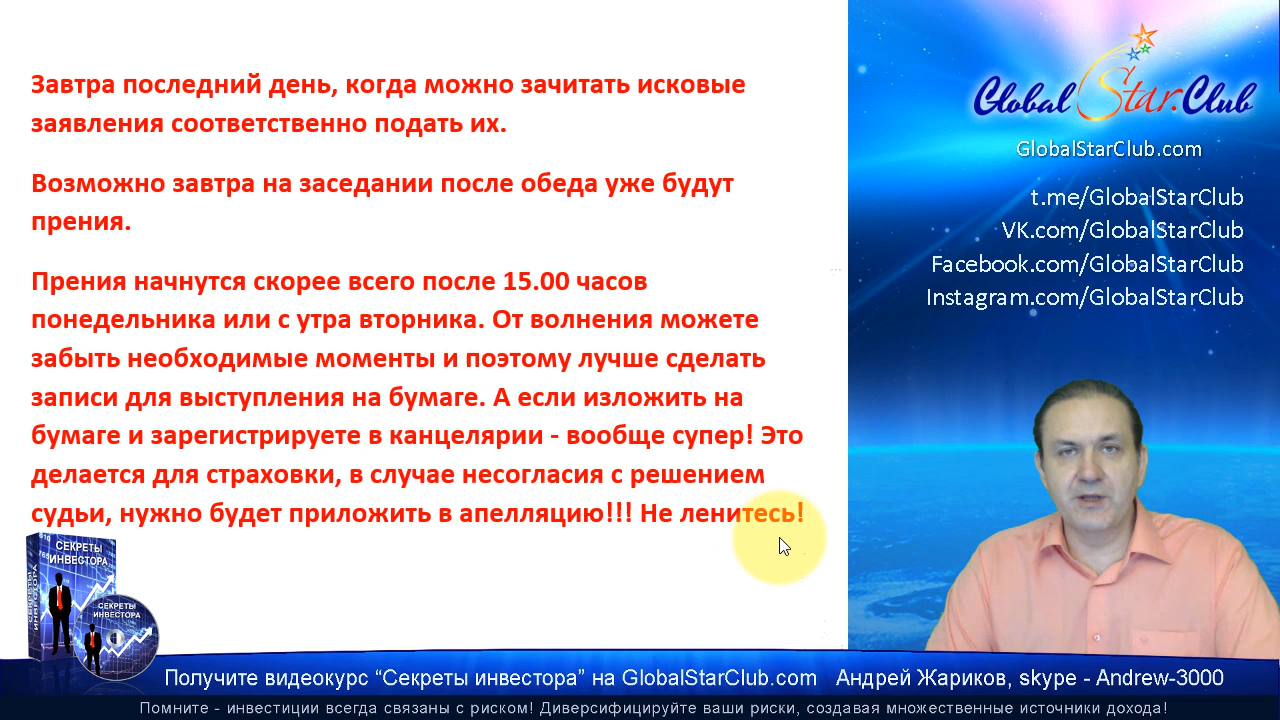 Завтра последний день, когда можно зачитать исковые
заявления соответственно подать их.
Возможно завтра на заседании после обеда уже будут
прения.
Прения начнутся скорее всего после 15.00 часов
понедельника или с утра вторника. От волнения можете
забыть необходимые моменты и поэтому лучше сделать
записи для выступления на бумаге. А если изложить на
бумаге и зарегистрируете в канцелярии - вообще супер! Это
делается для страховки, в случае несогласия с решением
судьи, нужно будет приложить в апелляцию!!! Не ленитесь!
Global Star.Club
GlobalStarClub.com
t.me/GlobalStarClub
VK.com/GlobalStarClub
Facebook.com/GlobalStarClub
Instagram.com/GlobalStarClub
СЕКРЕТЫ
ИНВЕСТОРА
СЕКРЕТЫ ИНВЕСТОРА
СЕКРЕТЫ
ИНВЕСТОРА
Получите видеокурс “Секреты инвестора” на GlobalStarClub.com Андрей Жариков, skype - Andrew-3000
Помните - инвестиции всегда связаны с риском! Диверсифицируйте ваши риски, создавая множественные источники дохода!